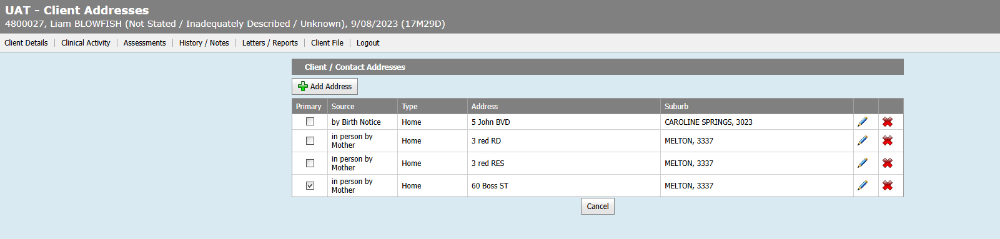 UAT - Client Addresses
4800027, Liam BLOWFISH (Not Stated / Inadequately Described / Unknown), 9/08/2023 (17M29D)
Client Details | Clinical Activity | Assessments | History / Notes | Letters / Reports | Client File | Logout
Client / Contact Addresses
Add Address
Primary Source Type Address Suburb
by Birth Notice Home 5 John BVD CAROLINE SPRINGS, 3023
in person by
Mother Home 3 red RD MELTON, 3337
in person by
Mother Home 3 red RES MELTON, 3337
in person by
Mother Home 60 Boss ST MELTON, 3337
Cancel